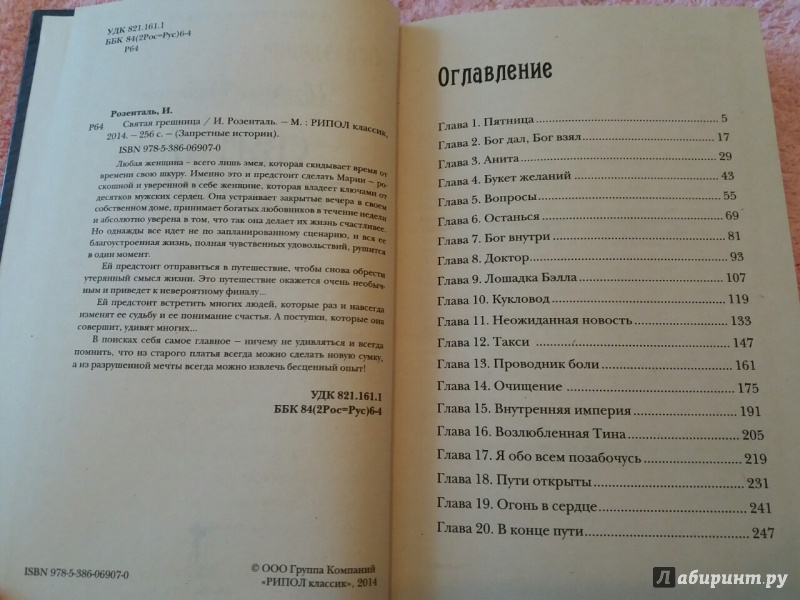 УДК 821.161.1
ББК 84(2Рос=Рус)6-4
Р64
Розенталь, И.
Р64 Святая грешница / И. Розенталь. – М. : РИПОЛ классик,
2014. – 256 с. – (Запретные истории).
ISBN 978-5-386-06907-0
Любая женщина – всего лишь змея, которая скидывает время от
времени свою шкуру. Именно это и предстоит сделать Марии – ро-
скошной и уверенной в себе женщине, которая владеет ключами от
десятков мужских сердец. Она устраивает закрытые вечера в своем
собственном доме, принимает богатых любовников в течение недели
и абсолютно уверена в том, что так она делает их жизнь счастливее.
Но однажды все идет не по запланированному сценарию, и вся ее
благоустроенная жизнь, полная чувственных удовольствий, рушится
в один момент.
Ей предстоит отправиться в путешествие, чтобы снова обрести
утерянный смысл жизни. Это путешествие окажется очень необыч-
ным и приведет к невероятному финалу...
Ей предстоит встретить многих людей, которые раз и навсегда
изменят ее судьбу и ее понимание счастья. А поступки, которые она
совершит, удивят многих...
В поисках себя самое главное – ничему не удивляться и всегда
помнить, что из старого платья всегда можно сделать новую сумку,
а из разрушенной мечты всегда можно извлечь бесценный опыт!
УДК 821.161.1
ББК 84(2Рос=Рус)6-4
ISBN 978-5-386-06907-0
© ООО Группа Компаний
«РИПОЛ классик», 2014
Оглавление
Глава 1. Пятница 5
Глава 2. Бог дал, Бог взял 17
Глава 3. Анита 29
Глава 4. Букет желаний 43
Глава 5. Вопросы 55
Глава 6. Останься 69
Глава 7. Бог внутри 81
Глава 8. Доктор 93
Глава 9. Лошадка Бэлла 107
Глава 10. Кукловод 119
Глава 11. Неожиданная новость 133
Глава 12. Такси 147
Глава 13. Проводник боли 161
Глава 14. Очищение 175
Глава 15. Внутренняя империя 191
Глава 16. Возлюбленная Тина 205
Глава 17. Я обо всем позабочусь 219
Глава 18. Пути открыты 231
Глава 19. Огонь в сердце 241
Глава 20. В конце пути 247
Лабиринт.ру